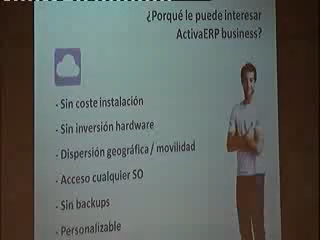 ¿Porqué le puede interesar
ActivaERP business?
- Sin coste instalación
- Sin inversión hardware
- Dispersión geográfica / movilidad
- Acceso cualquier SO
- Sin backups
- Personalizable